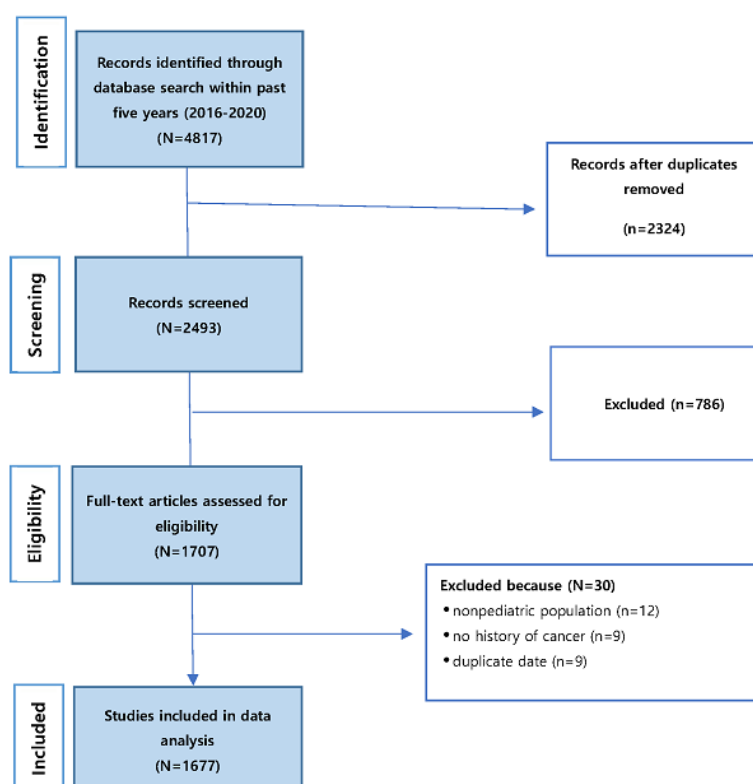 Identification
Records identified through
database search within past
five years (2016-2020)
(N=4817)
Records after duplicates
removed
(n=2324)
Screening
Records screened
(N=2493)
Excluded (n=786)
Eligibility
Full-text articles assessed for
eligibility
(N=1707)
Excluded because (N=30)
• nonpediatric population (n=12)
• no history of cancer (n=9)
• duplicate date (n=9)
Included
Studies included in data
analysis
(N=1677)